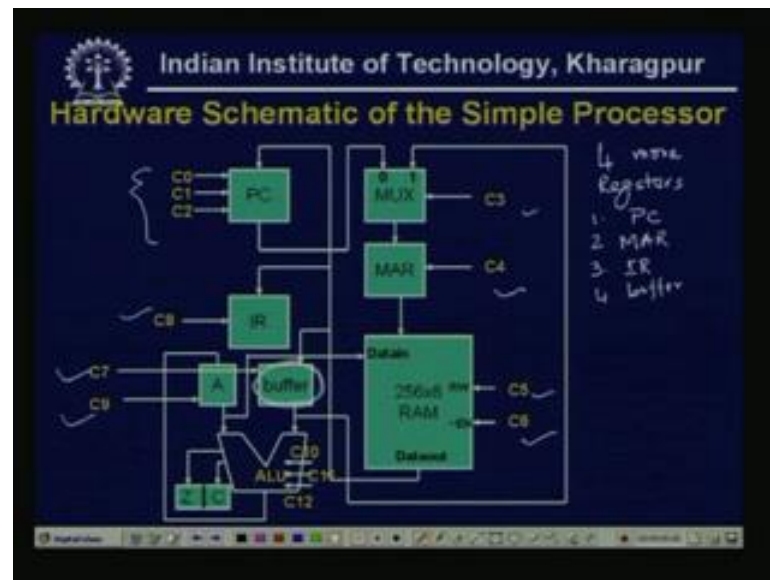 Indian Institute of Technology, Kharagpur
Hardware Schematic of the Simple Processor
C0
C1
C2
PC
0 1
MUX
C3
MAR
C4
C8
IR
C7
C9
A
buffer
Datain
256x8
RAM
RW
C5
C6
Dataout
C10
ALU
C11
C12
Z C
4 more
Registers
1. PC
2 MAR
3. IR
4 buffer